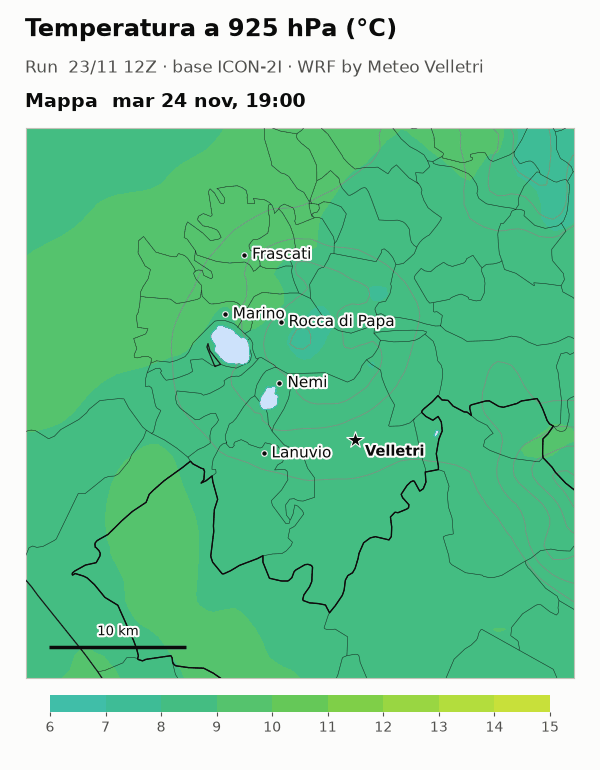 Temperatura a 925 hPa (°C)
Run  23/11 12Z · base ICON-2I · WRF by Meteo Velletri
Mappa  mar 24 nov, 19:00
Frascati
Marino
Rocca di Papa
Nemi
Velletri
Lanuvio
10 km
6 7 8 9 10 11 12 13 14 15